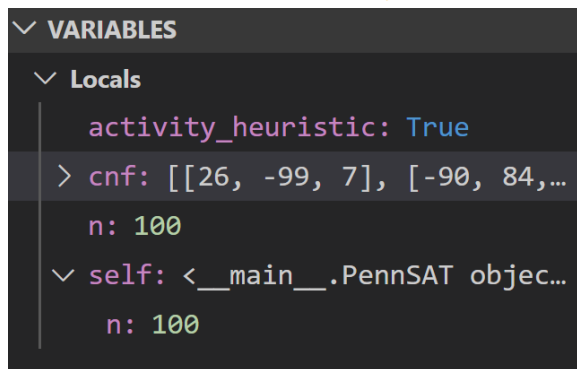 VARIABLES
Locals
activity_heuristic: True
cnf: [[26, -99, 7], [-90, 84,…
n: 100
self: <__main__.PennSAT objec…
n: 100